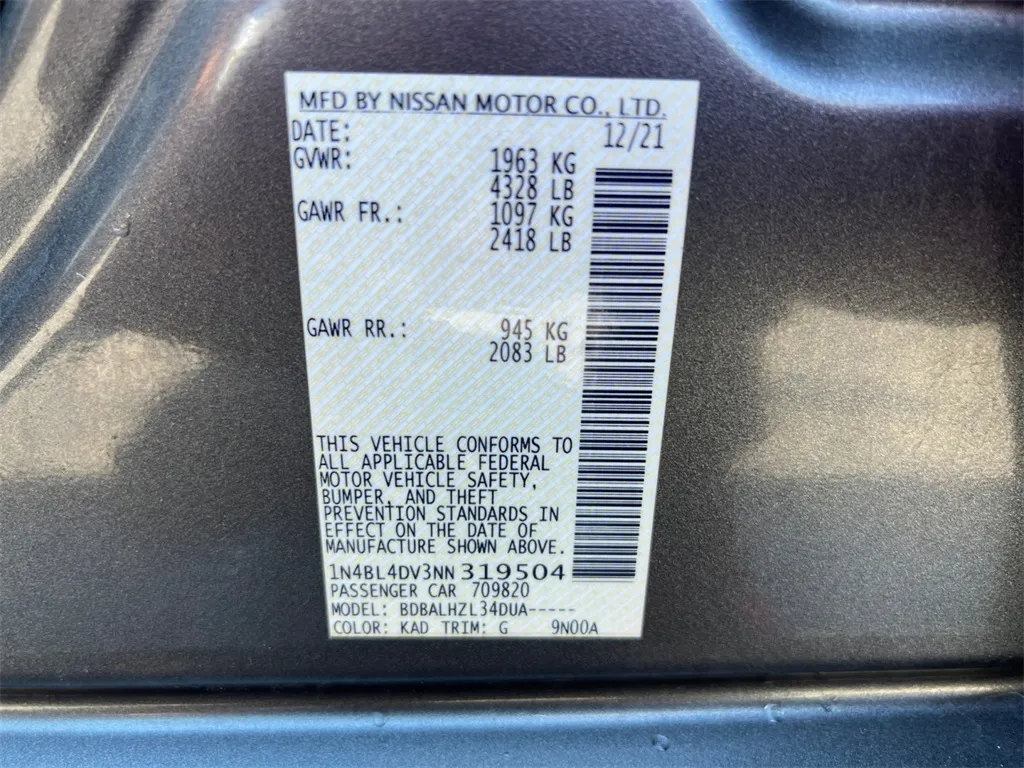 MFD BY NISSAN MOTOR CO., LTD.
DATE: 12/21
GVWR: 1963 KG
4328 LB
GAWR FR.: 1097 KG
2418 LB
GAWR RR.: 945 KG
2083 LB
THIS VEHICLE CONFORMS TO
ALL APPLICABLE FEDERAL
MOTOR VEHICLE SAFETY,
BUMPER, AND THEFT
PREVENTION STANDARDS IN
EFFECT ON THE DATE OF
MANUFACTURE SHOWN ABOVE.
1N4BL4DV3NN 319504
PASSENGER CAR 709820
MODEL: BDBALHZL34DUA-----
COLOR: KAD TRIM: G 9N00A